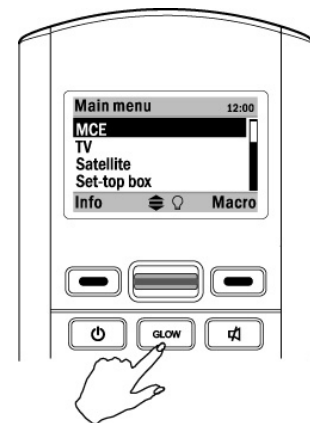 Main menu 12:00
MCE
TV
Satellite
Set-top box
Info Macro
GLOW